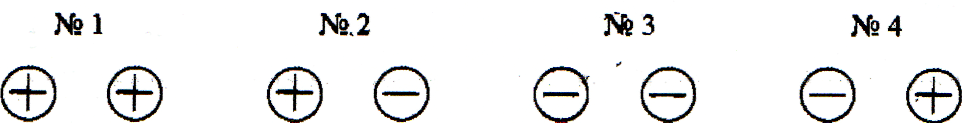 № 1 № 2 № 3 № 4
+ + + − − − − +